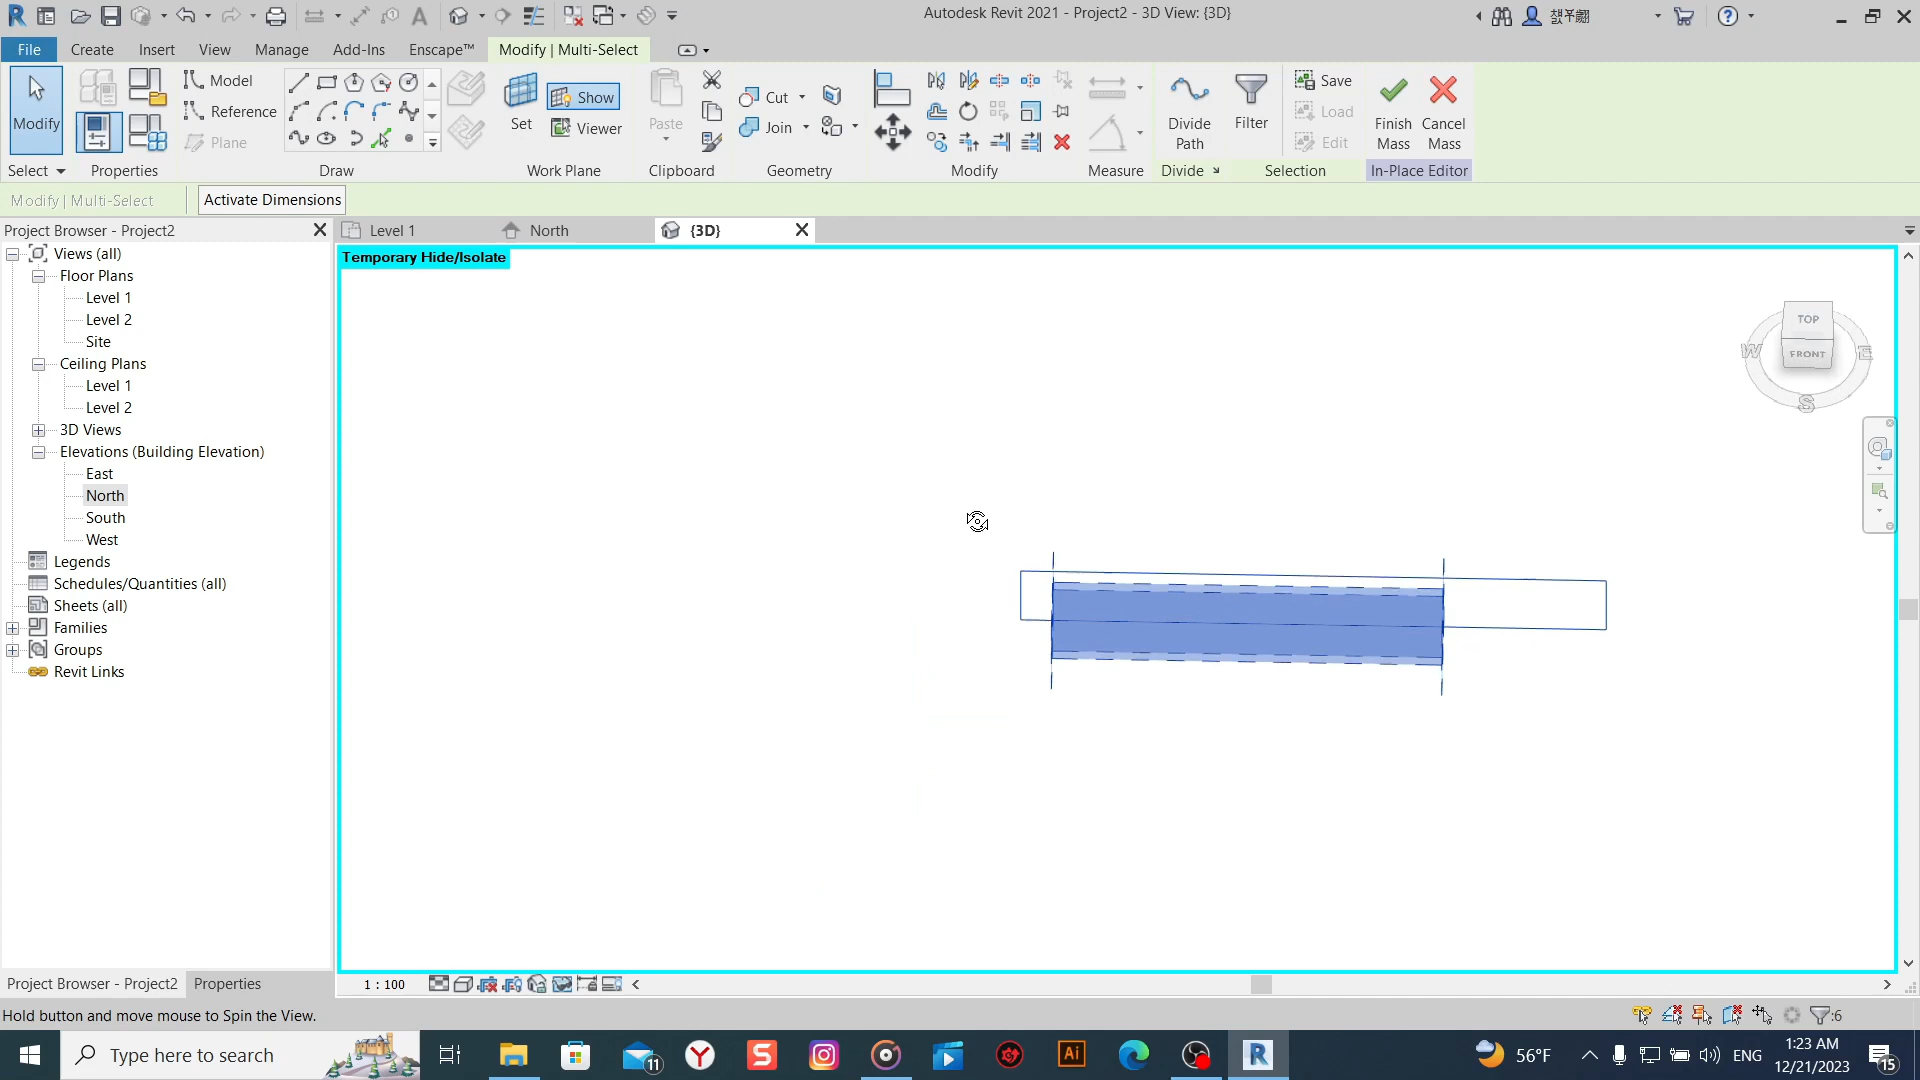 Autodesk Revit 2021 - Project2 - 3D View: {3D}
챐주쮊
File Create Insert View Manage Add-Ins Enscape™ Modify | Multi-Select
Modify
Model
Reference
Plane
Set
Show
Viewer
Paste
Cut
Join
Divide Path
Filter
Save
Load
Edit
Finish Mass
Cancel Mass
Select Properties Draw Work Plane Clipboard Geometry Modify Measure Divide Selection In-Place Editor
Modify | Multi-Select Activate Dimensions
Project Browser - Project2
Level 1 North {3D}
Temporary Hide/Isolate
Views (all)
Floor Plans
Level 1
Level 2
Site
Ceiling Plans
Level 1
Level 2
3D Views
Elevations (Building Elevation)
East
North
South
West
Legends
Schedules/Quantities (all)
Sheets (all)
Families
Groups
Revit Links
TOP
FRONT
W
E
S
Project Browser - Project2 Properties
1 : 100
Hold button and move mouse to Spin the View.
:6
Type here to search
11
56°F
ENG
1:23 AM
12/21/2023
15